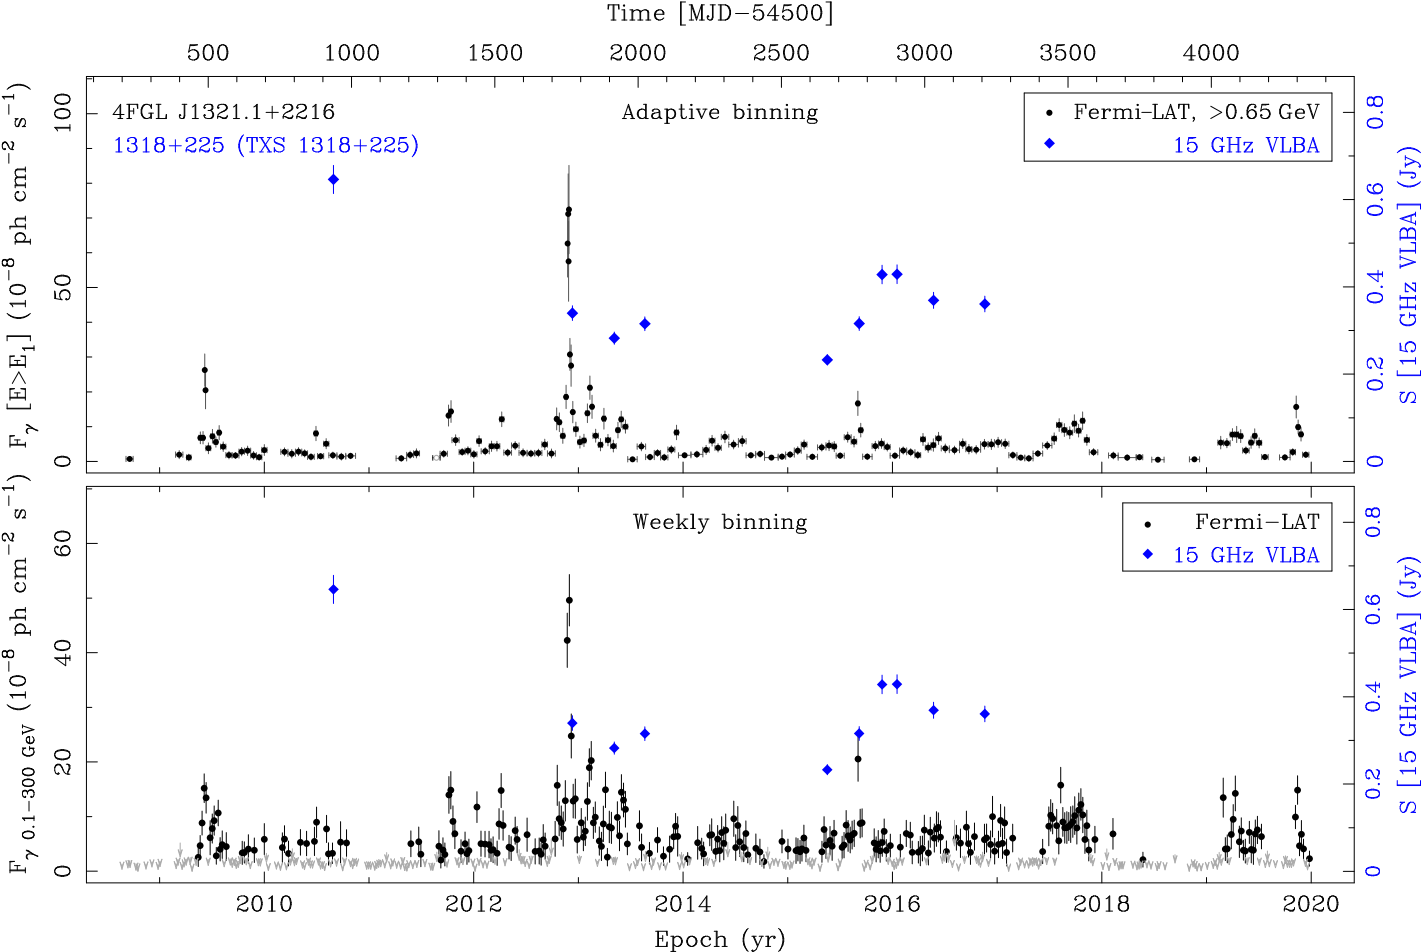 Time [MJD−54500]
500 1000 1500 2000 2500 3000 3500 4000
4FGL J1321.1+2216
1318+225 (TXS 1318+225)
Adaptive binning
Fermi−LAT, >0.65 GeV
15 GHz VLBA
100
50
0
Fγ [E>E1] (10−8 ph cm−2 s−1)
0.8
0.6
0.4
0.2
0
S [15 GHz VLBA] (Jy)
Weekly binning
Fermi−LAT
15 GHz VLBA
60
40
20
0
Fγ 0.1−300 GeV (10−8 ph cm−2 s−1)
0.8
0.6
0.4
0.2
0
S [15 GHz VLBA] (Jy)
2010 2012 2014 2016 2018 2020
Epoch (yr)